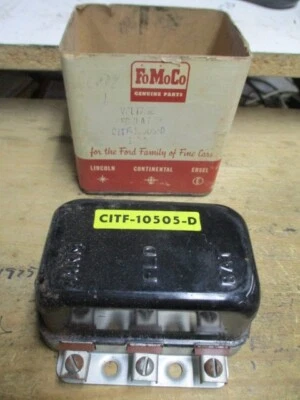 FoMoCo
GENUINE PARTS
for the Ford Family of Fine Cars
LINCOLN CONTINENTAL EDSEL
E
CITF-10505-D
ARM FLD BAT